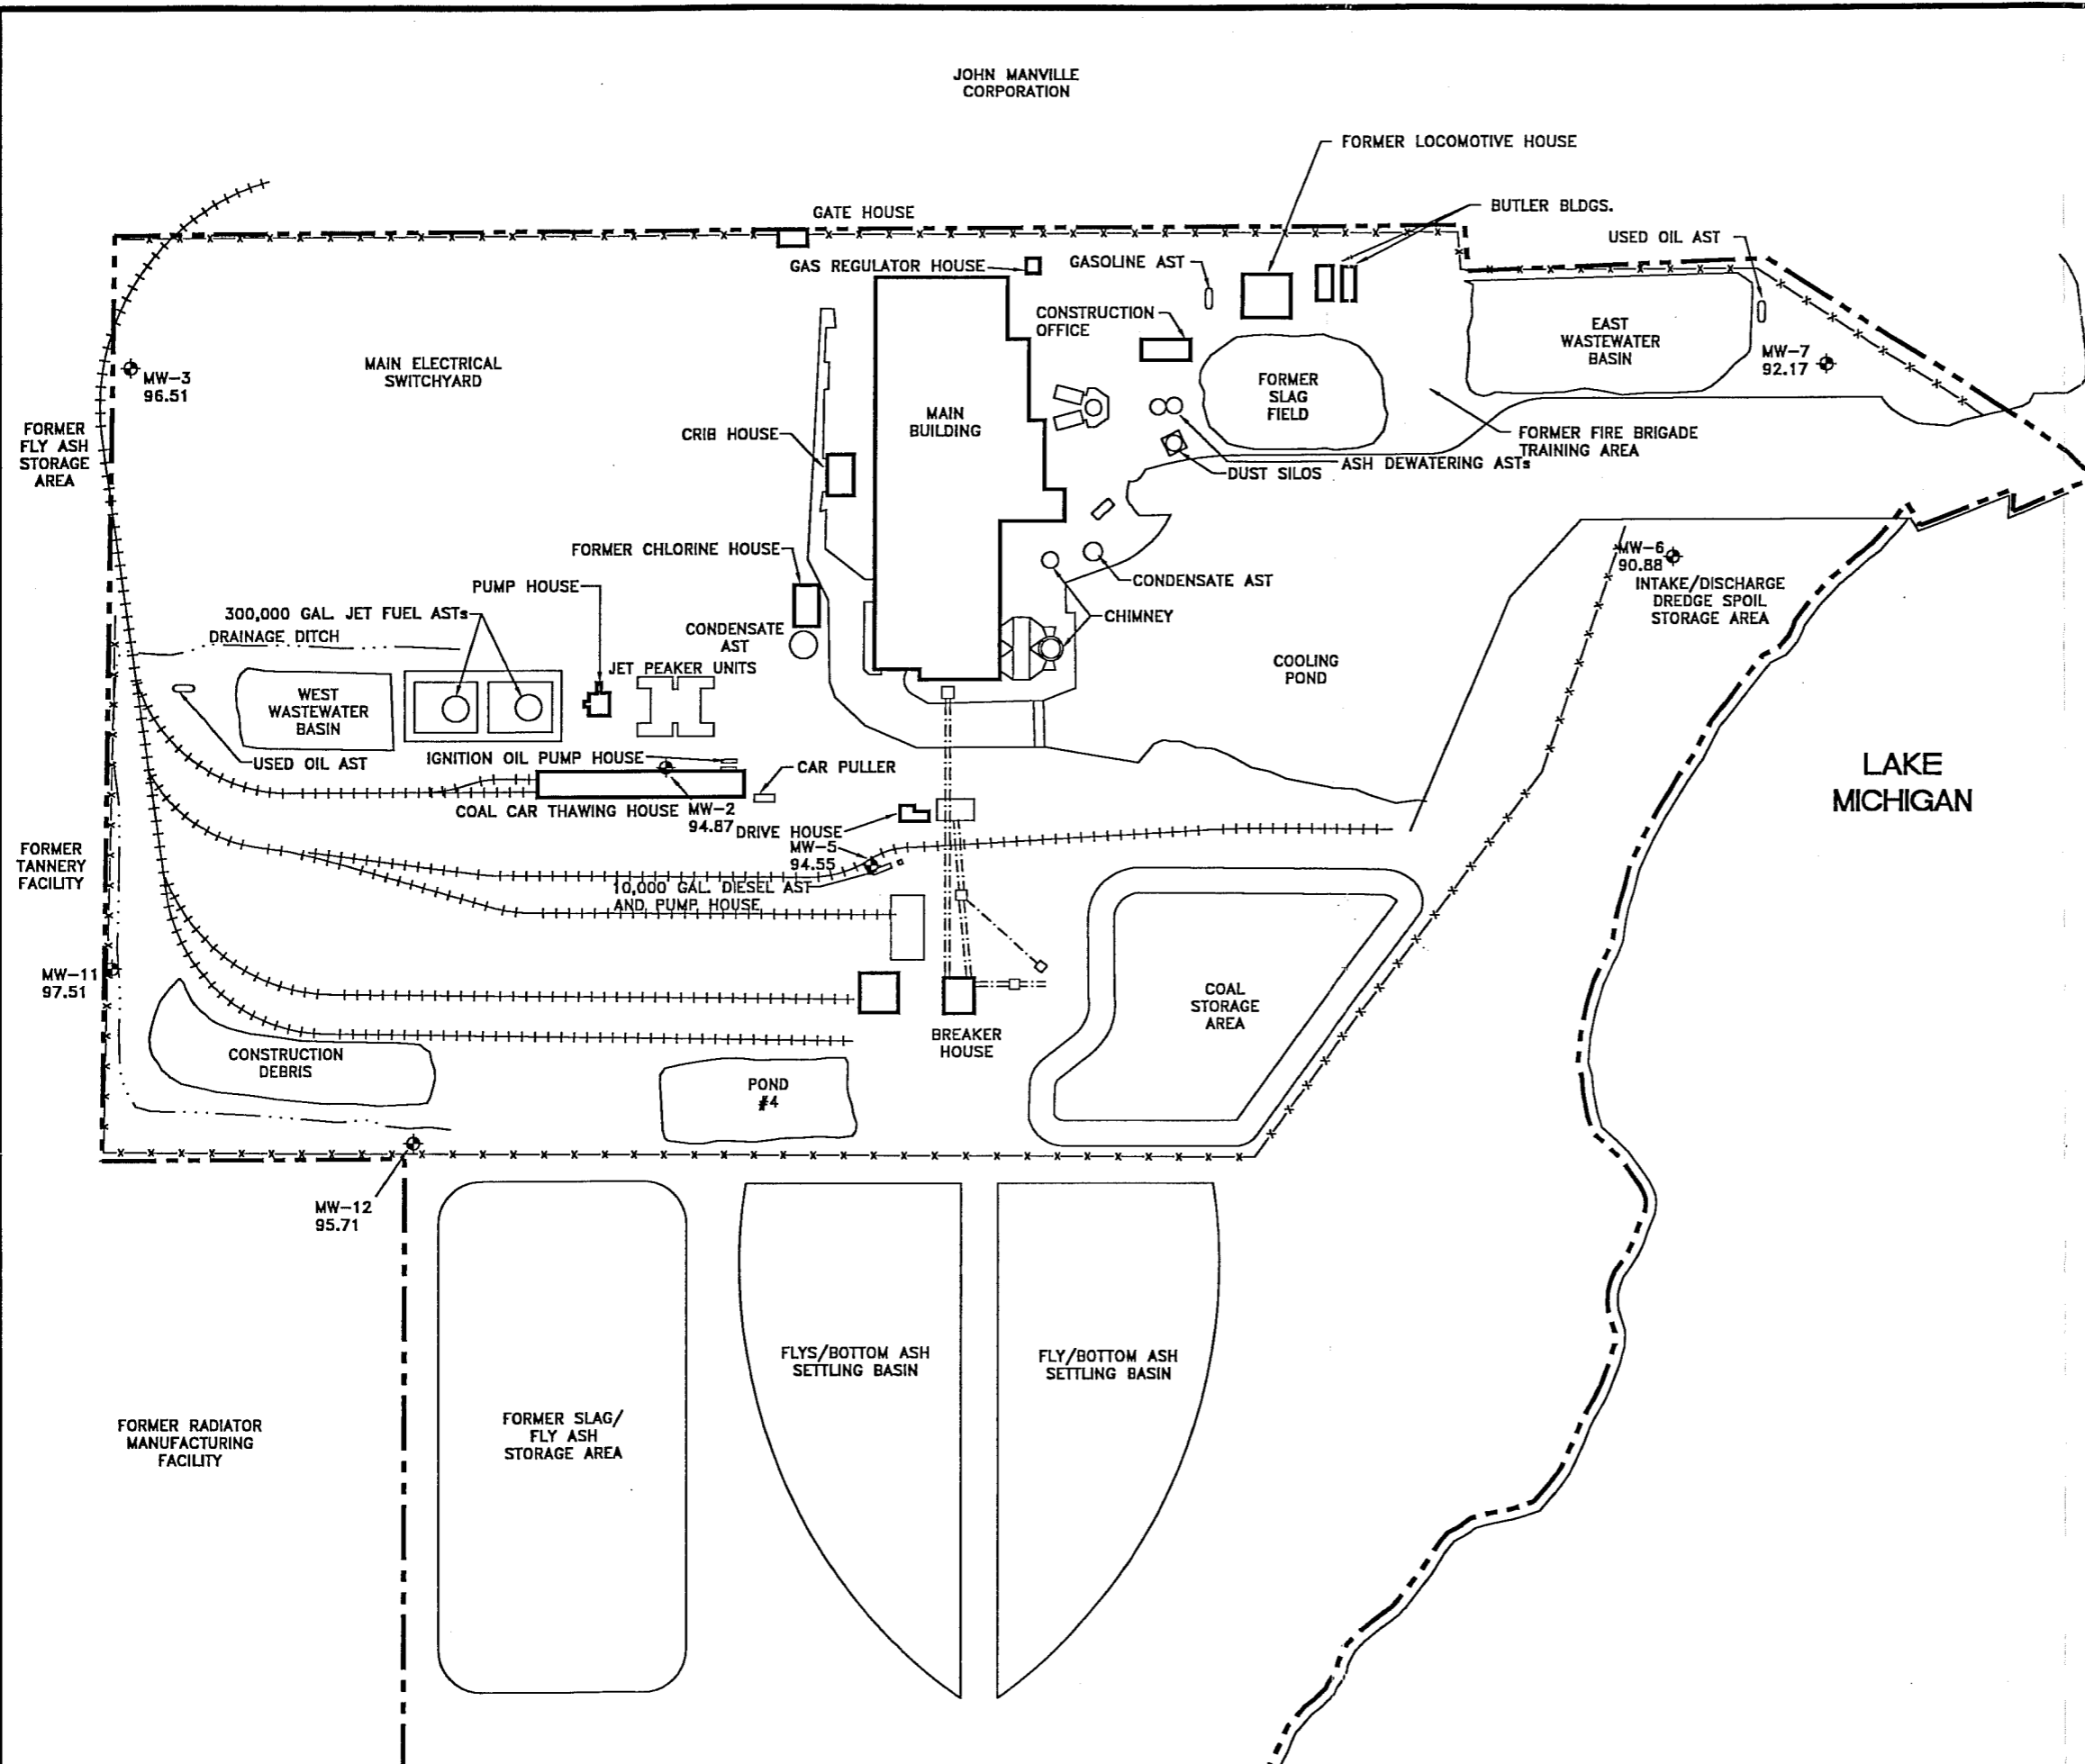 JOHN MANVILLE
CORPORATION
FORMER LOCOMOTIVE HOUSE
BUTLER BLDGS.
GATE HOUSE
USED OIL AST
GAS REGULATOR HOUSE
GASOLINE AST
CONSTRUCTION
OFFICE
EAST
WASTEWATER
BASIN
MW-7
92.17
MAIN ELECTRICAL
SWITCHYARD
MW-3
96.51
FORMER
SLAG
FIELD
MAIN
BUILDING
FORMER
FLY ASH
STORAGE
AREA
CRIB HOUSE
FORMER FIRE BRIGADE
TRAINING AREA
ASH DEWATERING ASTs
DUST SILOS
FORMER CHLORINE HOUSE
MW-6
90.88
INTAKE/DISCHARGE
DREDGE SPOIL
STORAGE AREA
CONDENSATE AST
PUMP HOUSE
300,000 GAL. JET FUEL ASTs
CHIMNEY
DRAINAGE DITCH
CONDENSATE
AST
JET PEAKER UNITS
COOLING
POND
WEST
WASTEWATER
BASIN
USED OIL AST
IGNITION OIL PUMP HOUSE
CAR PULLER
LAKE
MICHIGAN
COAL CAR THAWING HOUSE
MW-2
94.87
DRIVE HOUSE
MW-5
94.55
FORMER
TANNERY
FACILITY
10,000 GAL. DIESEL AST
AND PUMP HOUSE
MW-11
97.51
COAL
STORAGE
AREA
BREAKER
HOUSE
CONSTRUCTION
DEBRIS
POND
#4
MW-12
95.71
FLYS/BOTTOM ASH
SETTLING BASIN
FLY/BOTTOM ASH
SETTLING BASIN
FORMER SLAG/
FLY ASH
STORAGE AREA
FORMER RADIATOR
MANUFACTURING
FACILITY